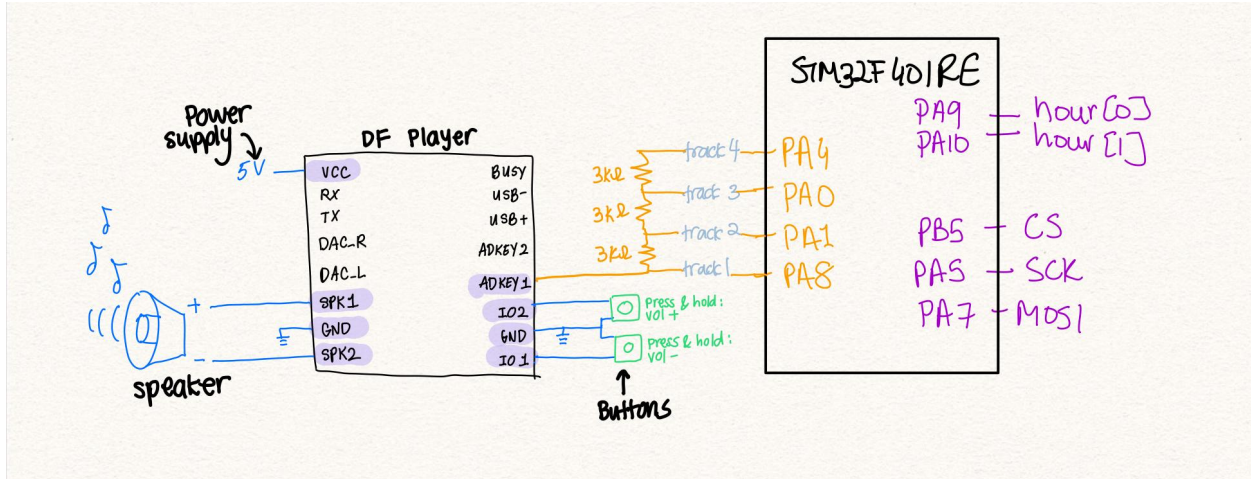 Power
supply
5V
DF Player
VCC
RX
TX
DAC_R
DAC_L
SPK1
GND
SPK2
BUSY
USB-
USB+
ADKEY2
ADKEY1
IO2
GND
IO1
+
-
speaker
3kΩ
3kΩ
3kΩ
track 4
track 3
track 2
track 1
Press & hold:
vol +
Press & hold:
vol -
Buttons
STM32F401RE
PA4
PA0
PA1
PA8
PA9 hour[0]
PA10 hour[1]
PB5 CS
PA5 SCK
PA7 MOSI